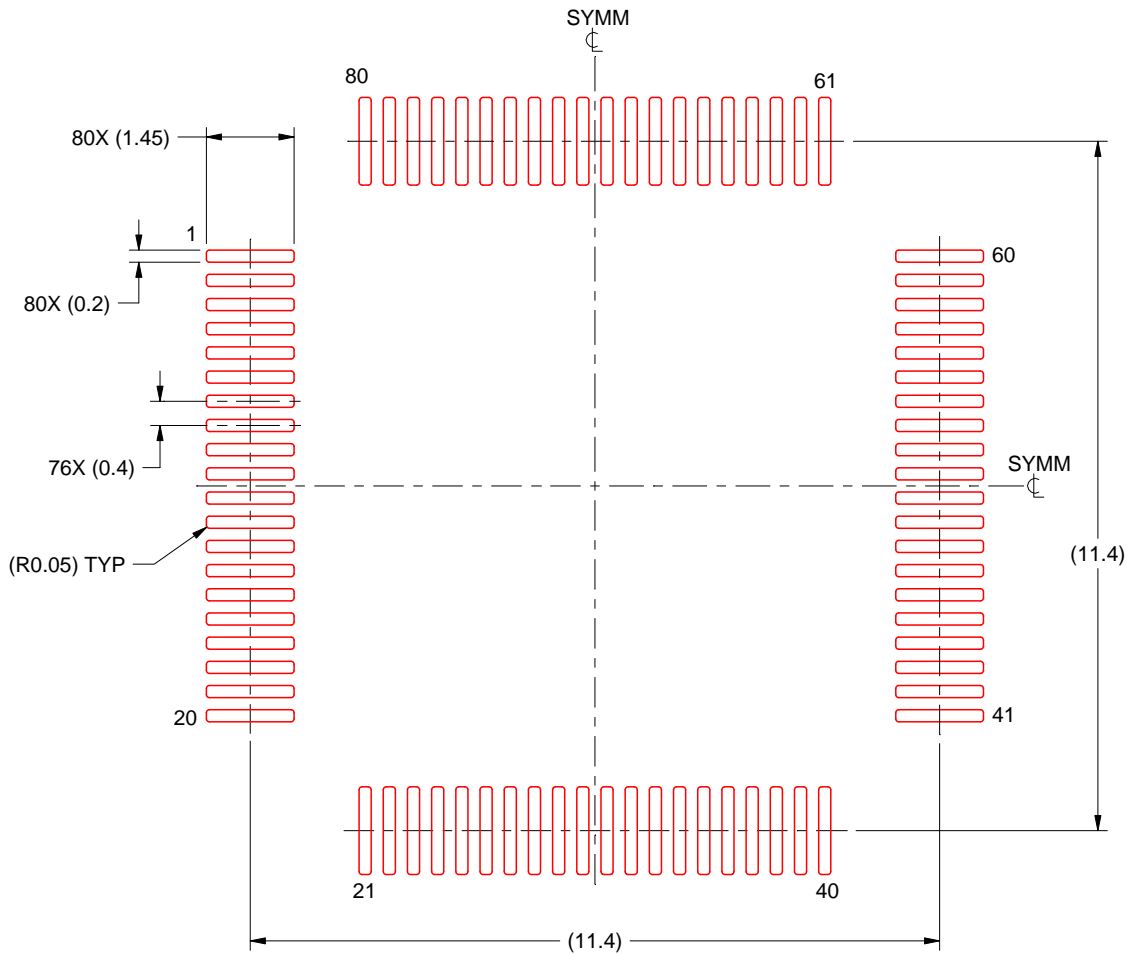 SYMM
℄
80
61
80X (1.45)
1
60
80X (0.2)
76X (0.4)
SYMM
℄
(R0.05) TYP
(11.4)
20
41
21
40
(11.4)